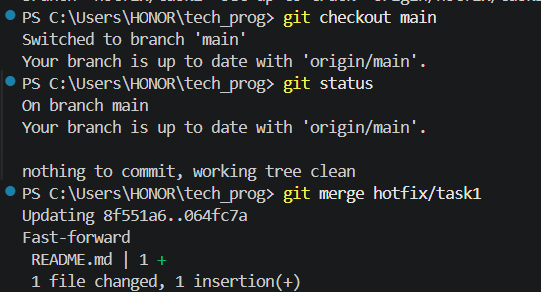 PS C:\Users\HONOR\tech_prog> git checkout main
Switched to branch 'main'
Your branch is up to date with 'origin/main'.
PS C:\Users\HONOR\tech_prog> git status
On branch main
Your branch is up to date with 'origin/main'.
nothing to commit, working tree clean
PS C:\Users\HONOR\tech_prog> git merge hotfix/task1
Updating 8f551a6..064fc7a
Fast-forward
README.md | 1 +
1 file changed, 1 insertion(+)